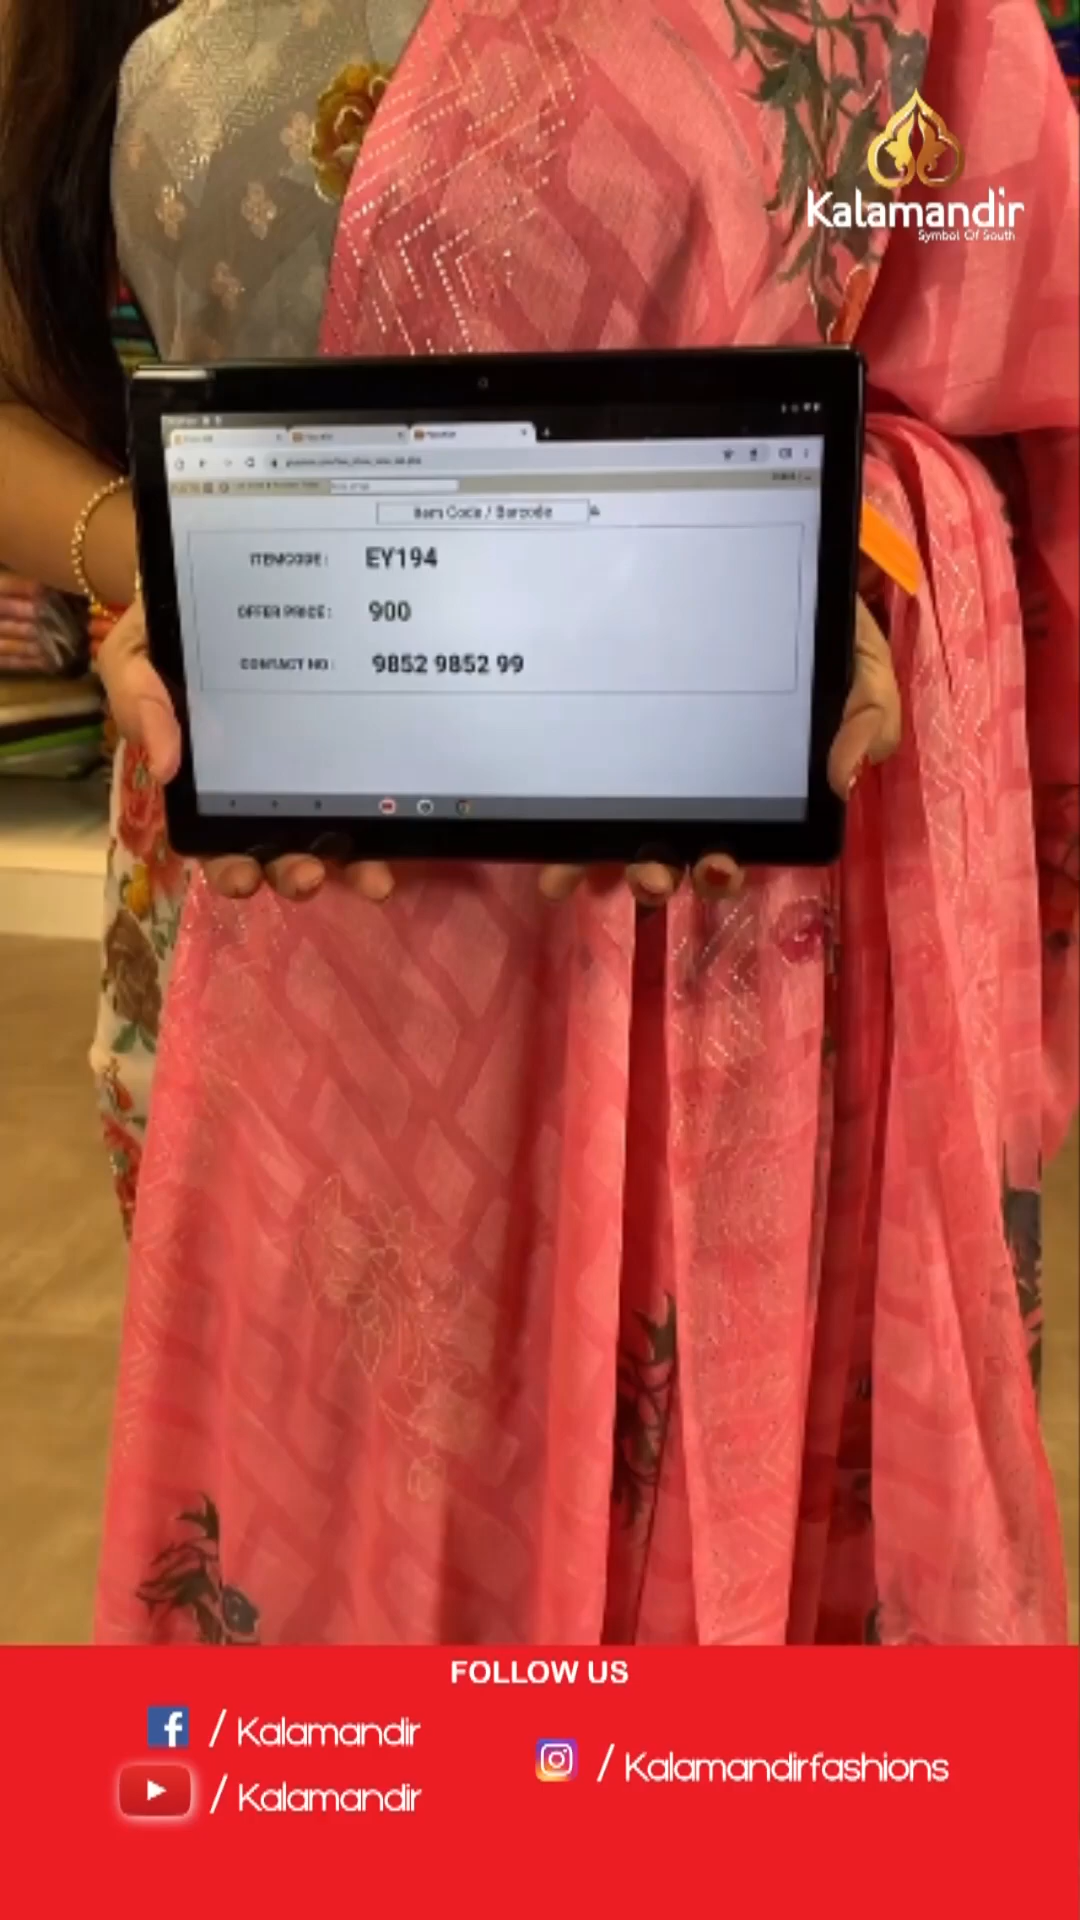 Kalamandir
Symbol Of South
Item Code / Barcode
ITEMCODE : EY194
OFFER PRICE : 900
CONTACT NO : 9852 9852 99
FOLLOW US
/ Kalamandir
/ Kalamandir
/ Kalamandirfashions